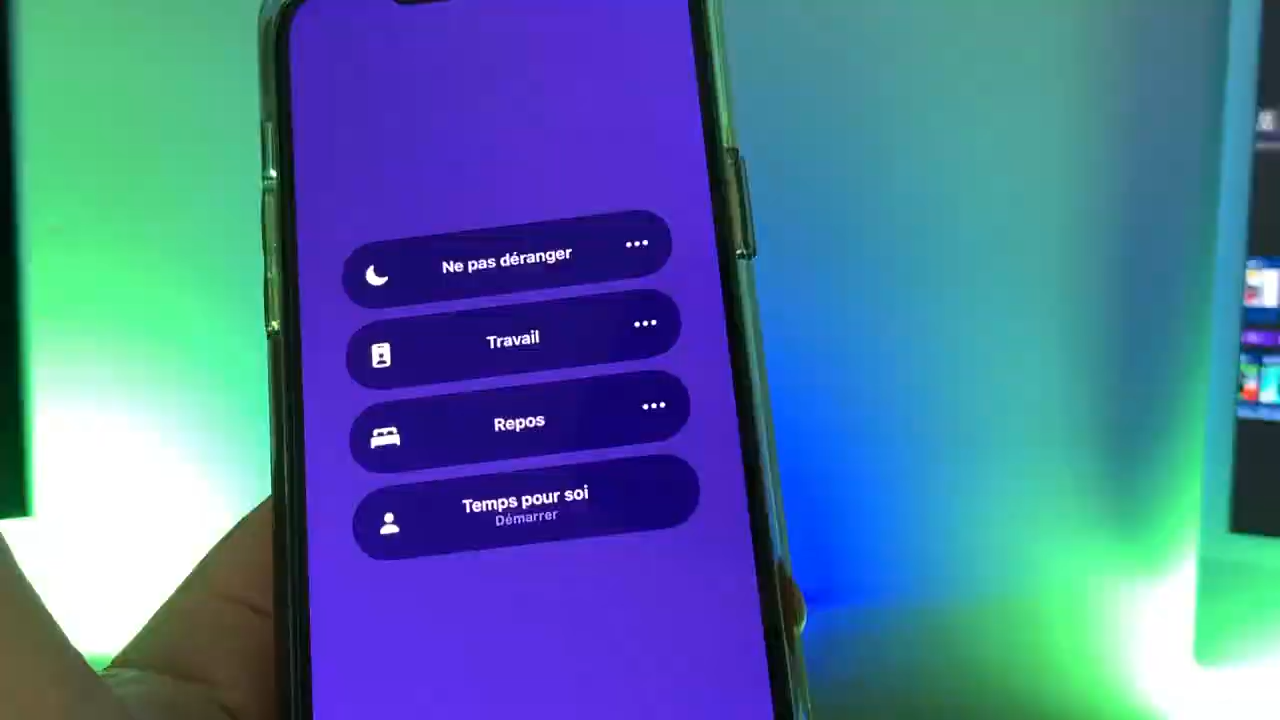 Ne pas déranger
Travail
Repos
Temps pour soi
Démarrer